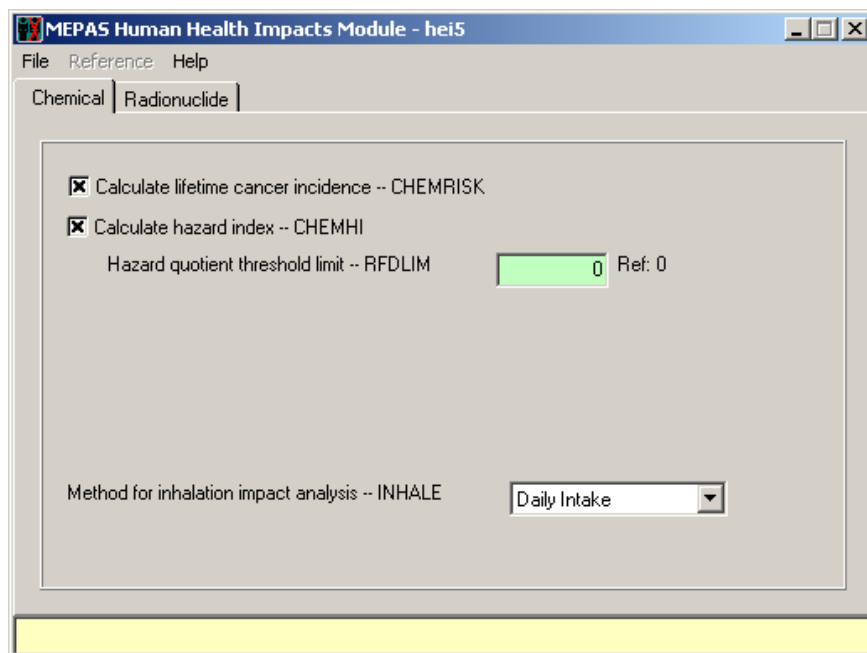 MEPAS Human Health Impacts Module - hei5
File Reference Help
Chemical Radionuclide
Calculate lifetime cancer incidence -- CHEMRISK
Calculate hazard index -- CHEMHI
Hazard quotient threshold limit -- RFDLIM 0 Ref: 0
Method for inhalation impact analysis -- INHALE Daily Intake